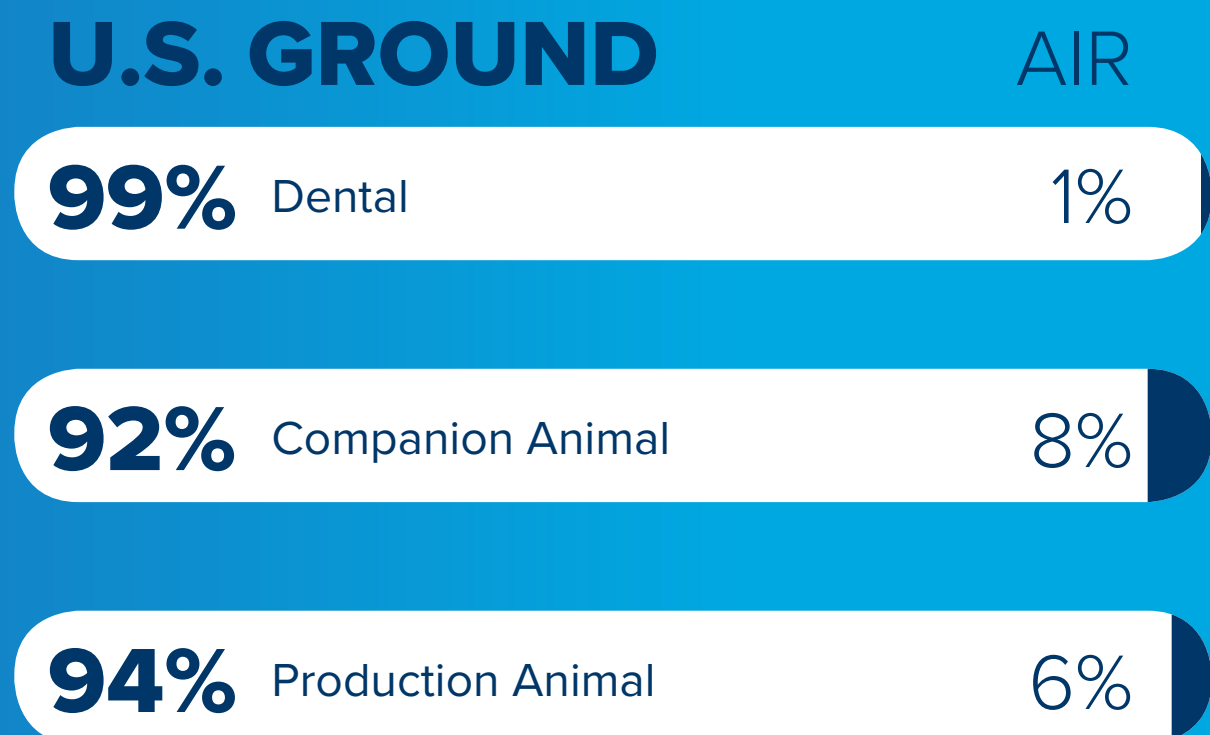 U.S. GROUND AIR
99% Dental 1%
92% Companion Animal 8%
94% Production Animal 6%